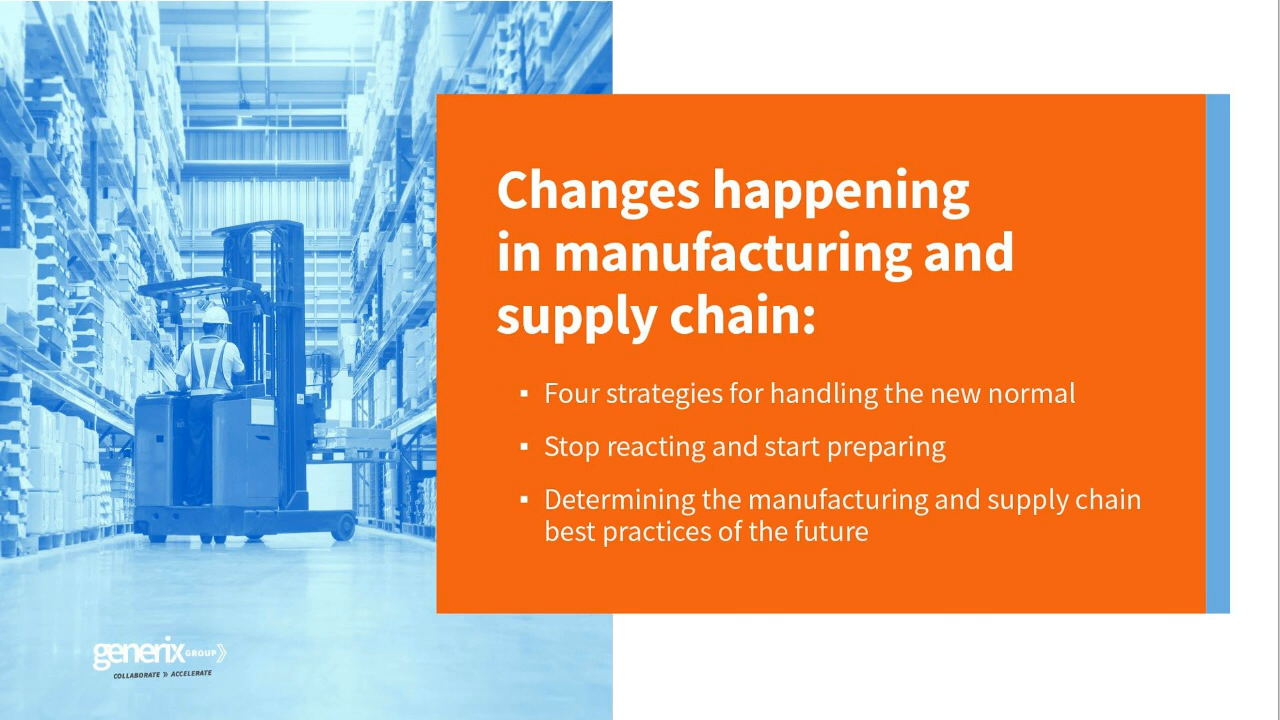 Changes happening
in manufacturing and
supply chain:
▪ Four strategies for handling the new normal
▪ Stop reacting and start preparing
▪ Determining the manufacturing and supply chain
best practices of the future
generix GROUP
COLLABORATE » ACCELERATE